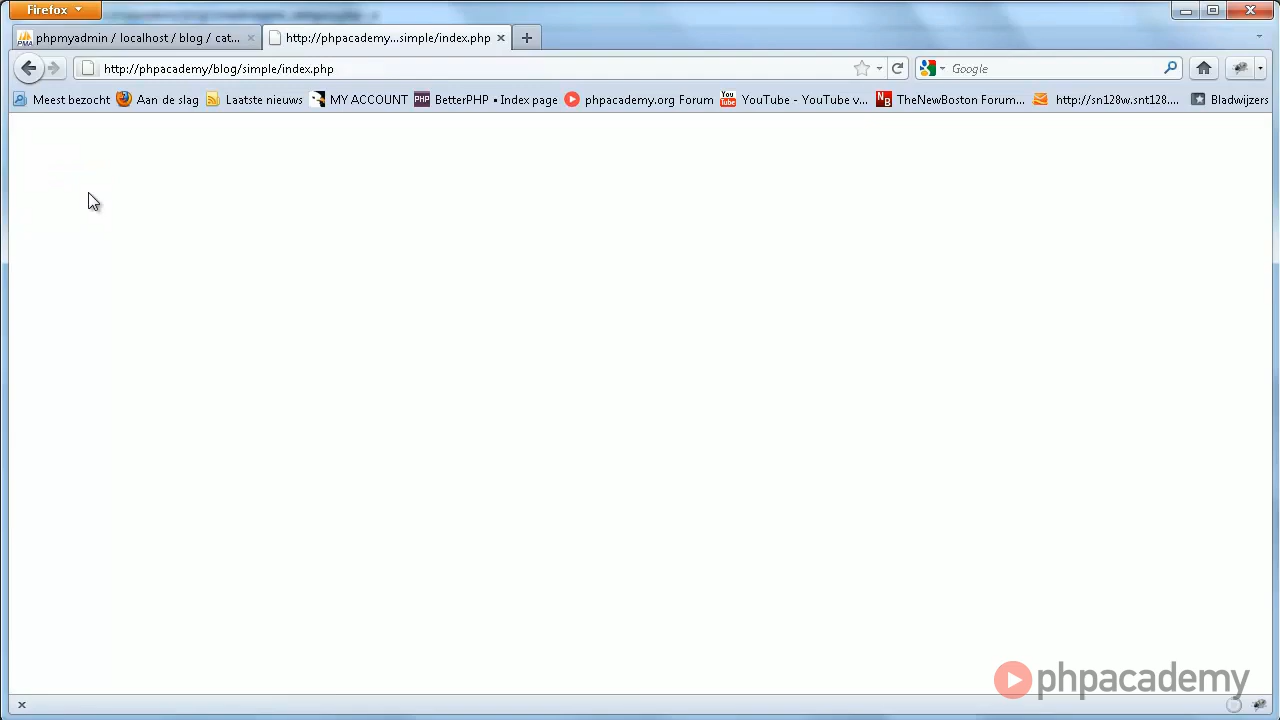 Firefox
phpmyadmin / localhost / blog / cat...
http://phpacademy...simple/index.php
http://phpacademy/blog/simple/index.php
Google
Meest bezocht
Aan de slag
Laatste nieuws
MY ACCOUNT
BetterPHP • Index page
phpacademy.org Forum
YouTube - YouTube v...
TheNewBoston Forum...
http://sn128w.snt128....
Bladwijzers
phpacademy